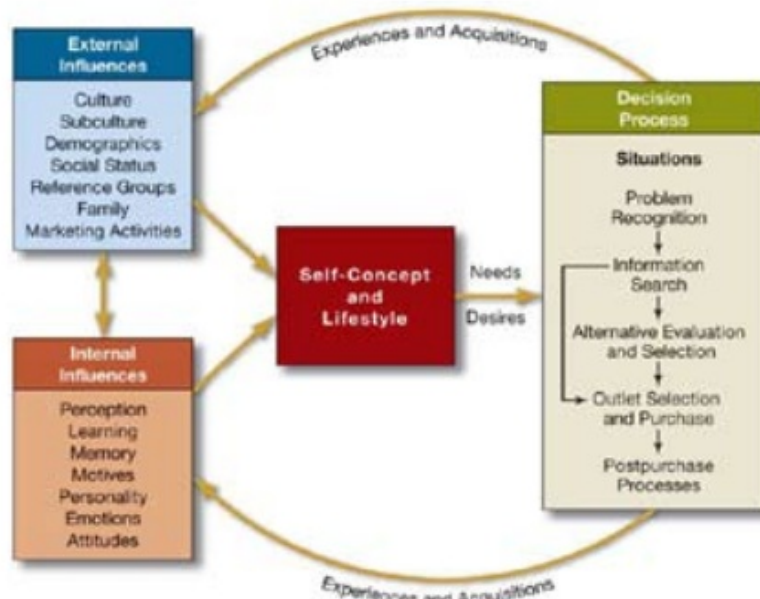 External
Influences
Culture
Subculture
Demographics
Social Status
Reference Groups
Family
Marketing Activities
Internal
Influences
Perception
Learning
Memory
Motives
Personality
Emotions
Attitudes
Experiences and Acquisitions
Self-Concept
and
Lifestyle
Needs
Desires
Experiences and Acquisitions
Decision
Process
Situations
Problem
Recognition
Information
Search
Alternative Evaluation
and Selection
Outlet Selection
and Purchase
Postpurchase
Processes